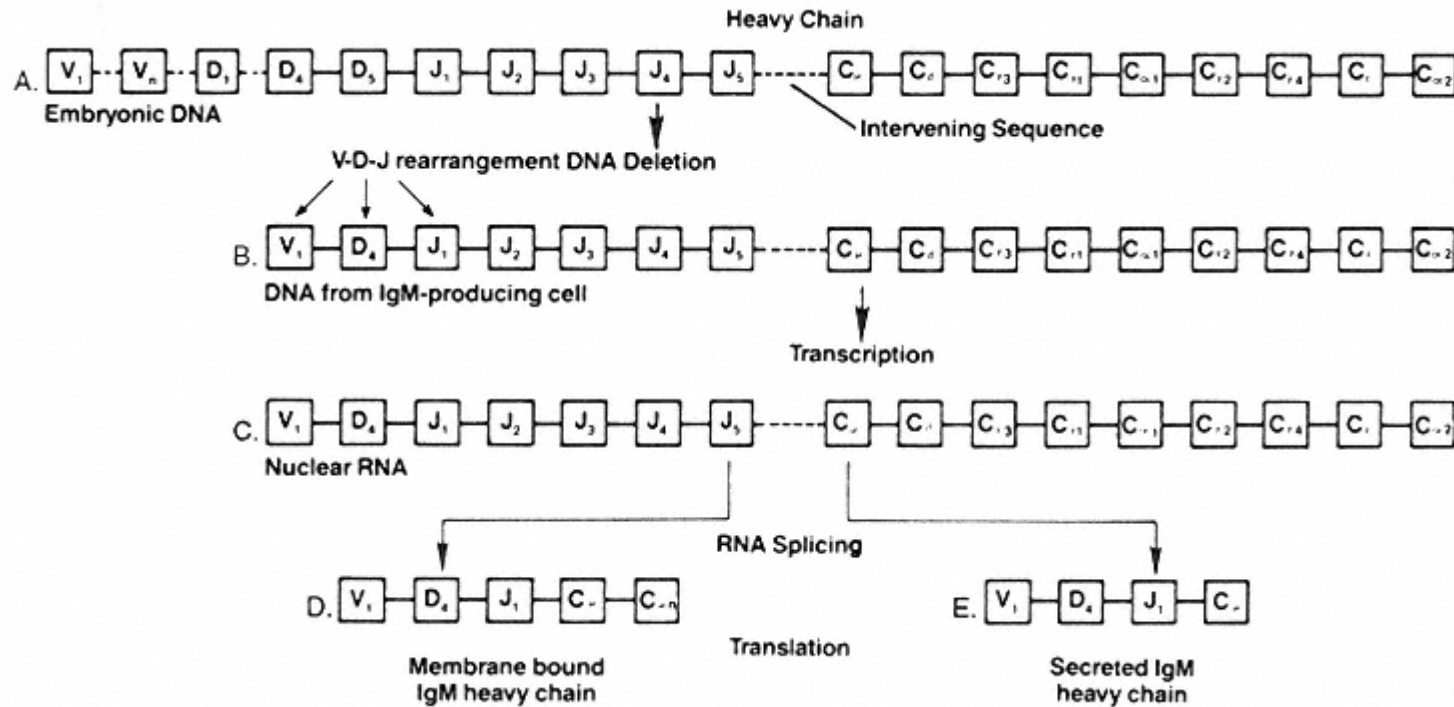 Heavy Chain
A. V₁ Vₙ D₁ D₄ D₅ J₁ J₂ J₃ J₄ J₅ C C C C C C C C C
Embryonic DNA
Intervening Sequence
V-D-J rearrangement DNA Deletion
B. V₁ D₄ J₁ J₂ J₃ J₄ J₅ C C C C C C C C C
DNA from IgM-producing cell
Transcription
C. V₁ D₄ J₁ J₂ J₃ J₄ J₅ C C C C C C C C C
Nuclear RNA
RNA Splicing
D. V₁ D₄ J₁ C C
E. V₁ D₄ J₁ C
Translation
Membrane bound
IgM heavy chain
Secreted IgM
heavy chain